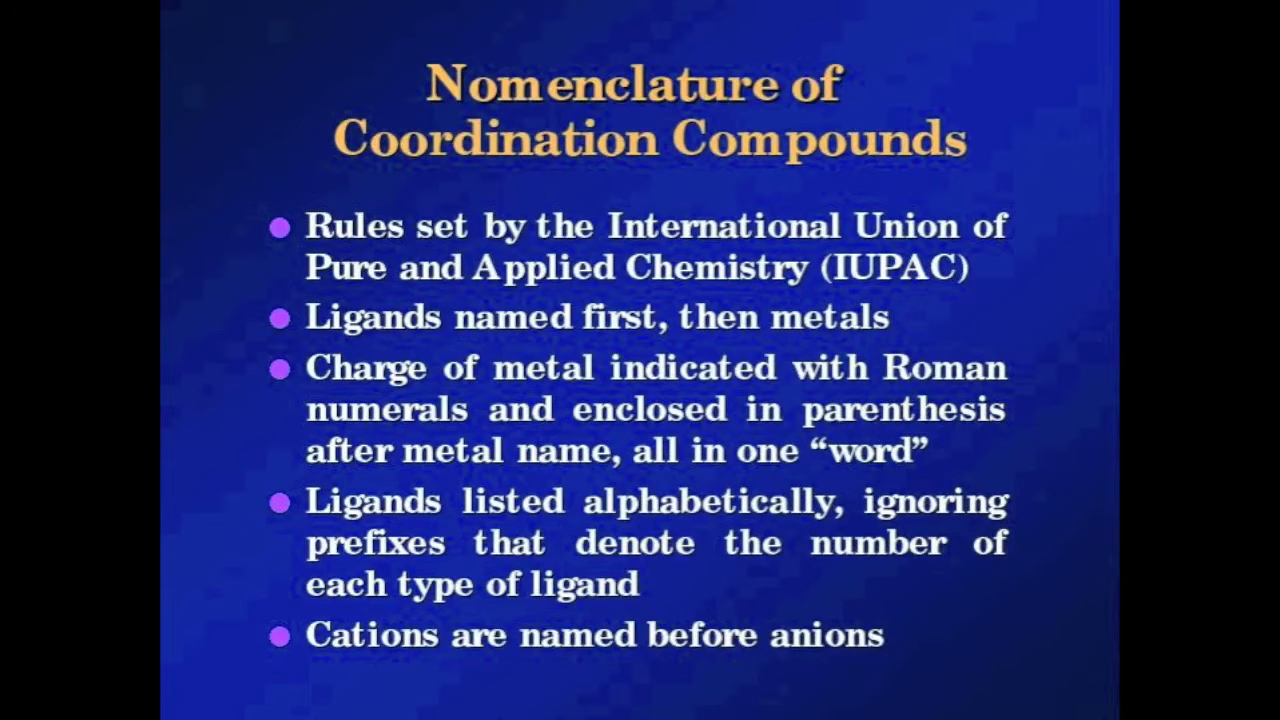 Nomenclature of
Coordination Compounds
Rules set by the International Union of
Pure and Applied Chemistry (IUPAC)
Ligands named first, then metals
Charge of metal indicated with Roman
numerals and enclosed in parenthesis
after metal name, all in one “word”
Ligands listed alphabetically, ignoring
prefixes that denote the number of
each type of ligand
Cations are named before anions